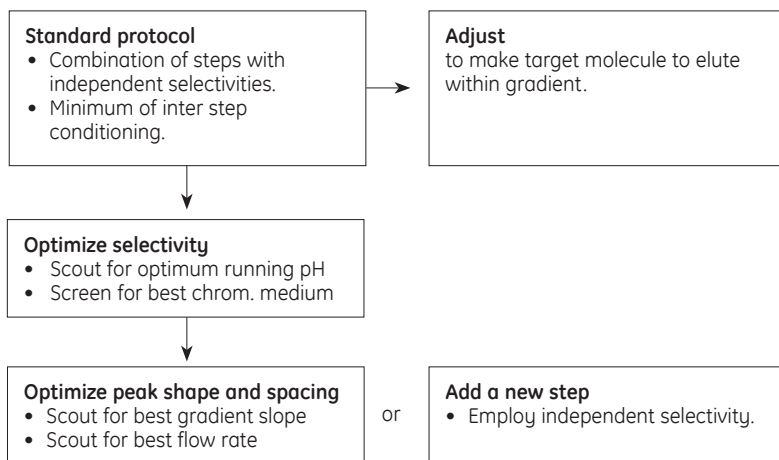 Standard protocol
• Combination of steps with
independent selectivities.
• Minimum of inter step
conditioning.
Adjust
to make target molecule to elute
within gradient.
Optimize selectivity
• Scout for optimum running pH
• Screen for best chrom. medium
Optimize peak shape and spacing
• Scout for best gradient slope
• Scout for best flow rate
or
Add a new step
• Employ independent selectivity.